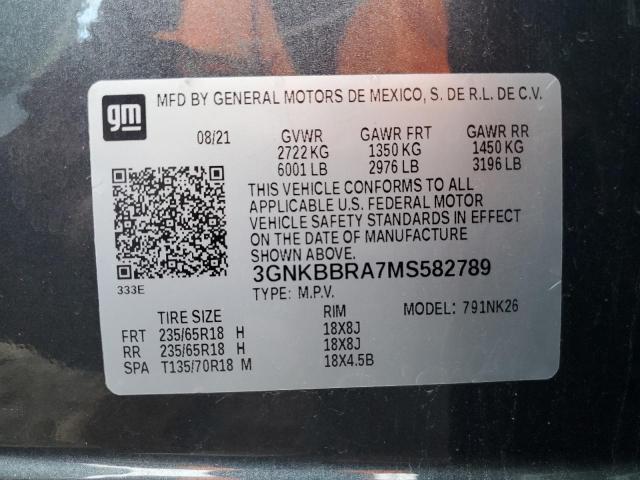 gm
MFD BY GENERAL MOTORS DE MEXICO, S. DE R.L. DE C.V.
08/21 GVWR GAWR FRT GAWR RR
2722 KG 1350 KG 1450 KG
6001 LB 2976 LB 3196 LB
THIS VEHICLE CONFORMS TO ALL
APPLICABLE U.S. FEDERAL MOTOR
VEHICLE SAFETY STANDARDS IN EFFECT
ON THE DATE OF MANUFACTURE
SHOWN ABOVE.
3GNKBBRA7MS582789
333E
TYPE: M.P.V. MODEL: 791NK26
TIRE SIZE RIM
FRT 235/65R18 H 18X8J
RR 235/65R18 H 18X8J
SPA T135/70R18 M 18X4.5B